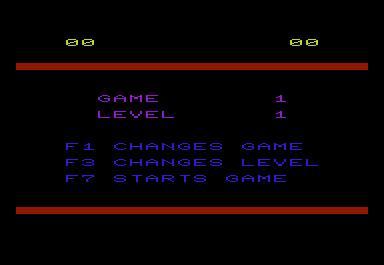 00 00
GAME 1
LEVEL 1
F1 CHANGES GAME
F3 CHANGES LEVEL
F7 STARTS GAME